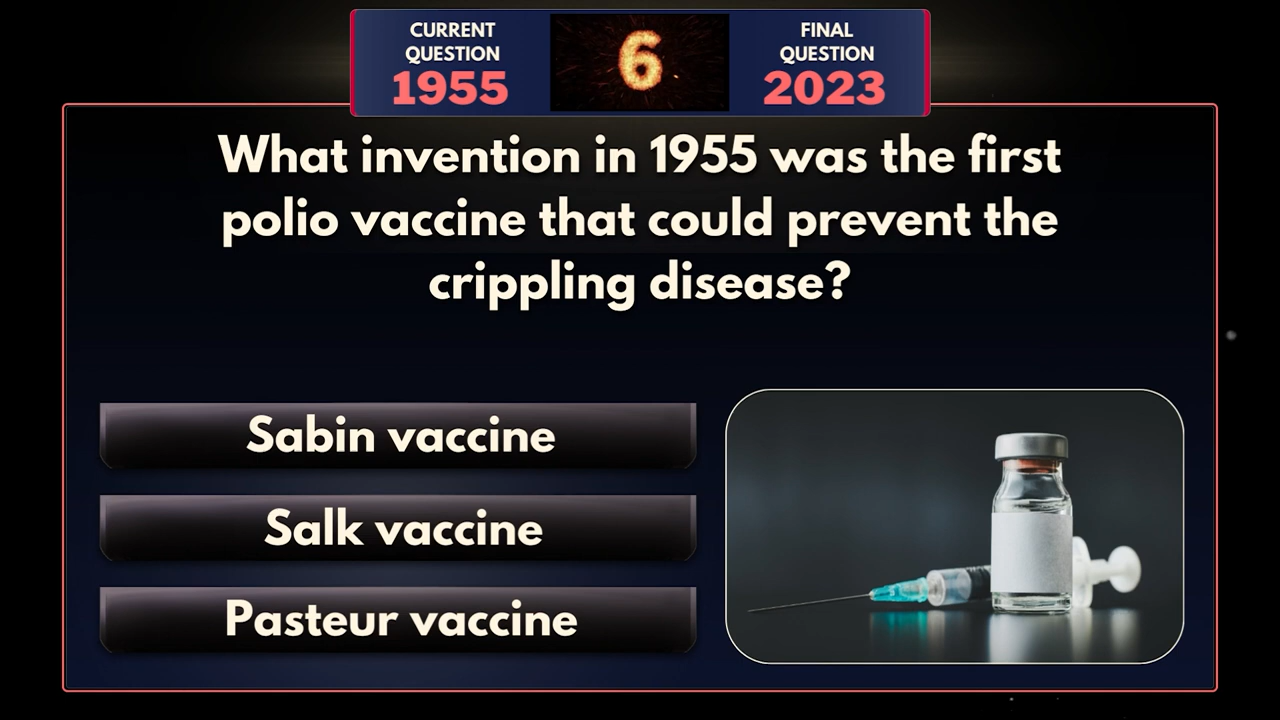 CURRENT
QUESTION
1955
6
FINAL
QUESTION
2023
What invention in 1955 was the first
polio vaccine that could prevent the
crippling disease?
Sabin vaccine
Salk vaccine
Pasteur vaccine